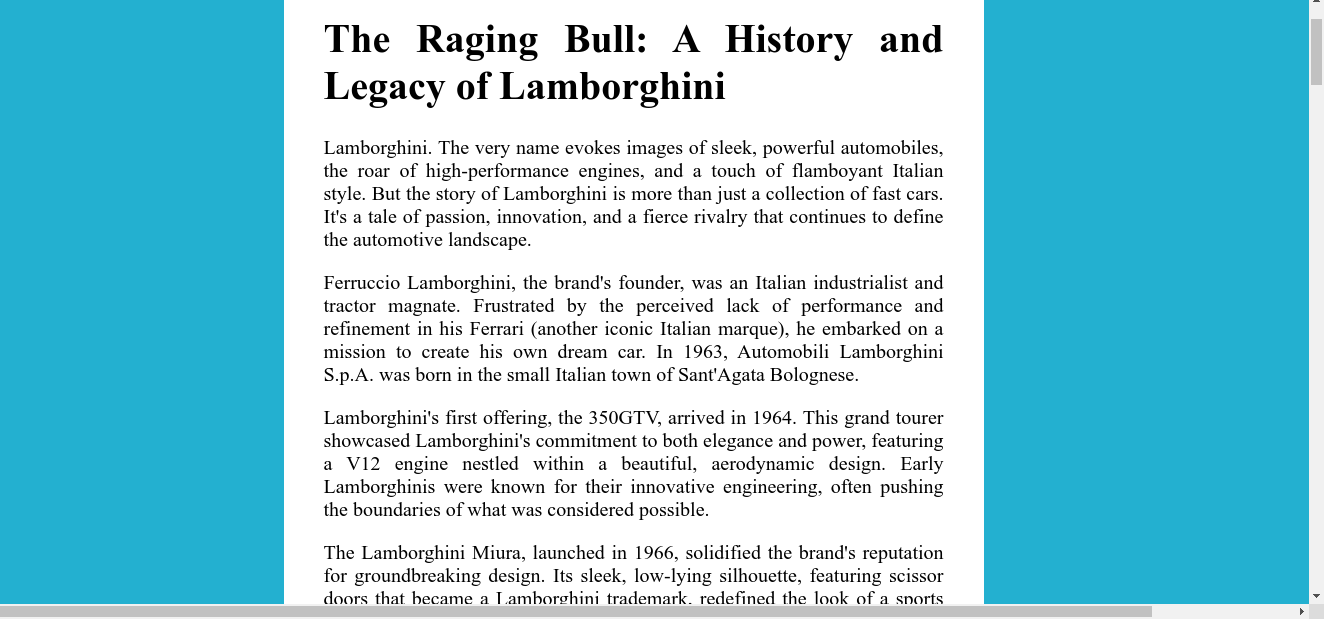 The Raging Bull: A History and
Legacy of Lamborghini
Lamborghini. The very name evokes images of sleek, powerful automobiles,
the roar of high-performance engines, and a touch of flamboyant Italian
style. But the story of Lamborghini is more than just a collection of fast cars.
It's a tale of passion, innovation, and a fierce rivalry that continues to define
the automotive landscape.
Ferruccio Lamborghini, the brand's founder, was an Italian industrialist and
tractor magnate. Frustrated by the perceived lack of performance and
refinement in his Ferrari (another iconic Italian marque), he embarked on a
mission to create his own dream car. In 1963, Automobili Lamborghini
S.p.A. was born in the small Italian town of Sant'Agata Bolognese.
Lamborghini's first offering, the 350GTV, arrived in 1964. This grand tourer
showcased Lamborghini's commitment to both elegance and power, featuring
a V12 engine nestled within a beautiful, aerodynamic design. Early
Lamborghinis were known for their innovative engineering, often pushing
the boundaries of what was considered possible.
The Lamborghini Miura, launched in 1966, solidified the brand's reputation
for groundbreaking design. Its sleek, low-lying silhouette, featuring scissor
doors that became a Lamborghini trademark, redefined the look of a sports